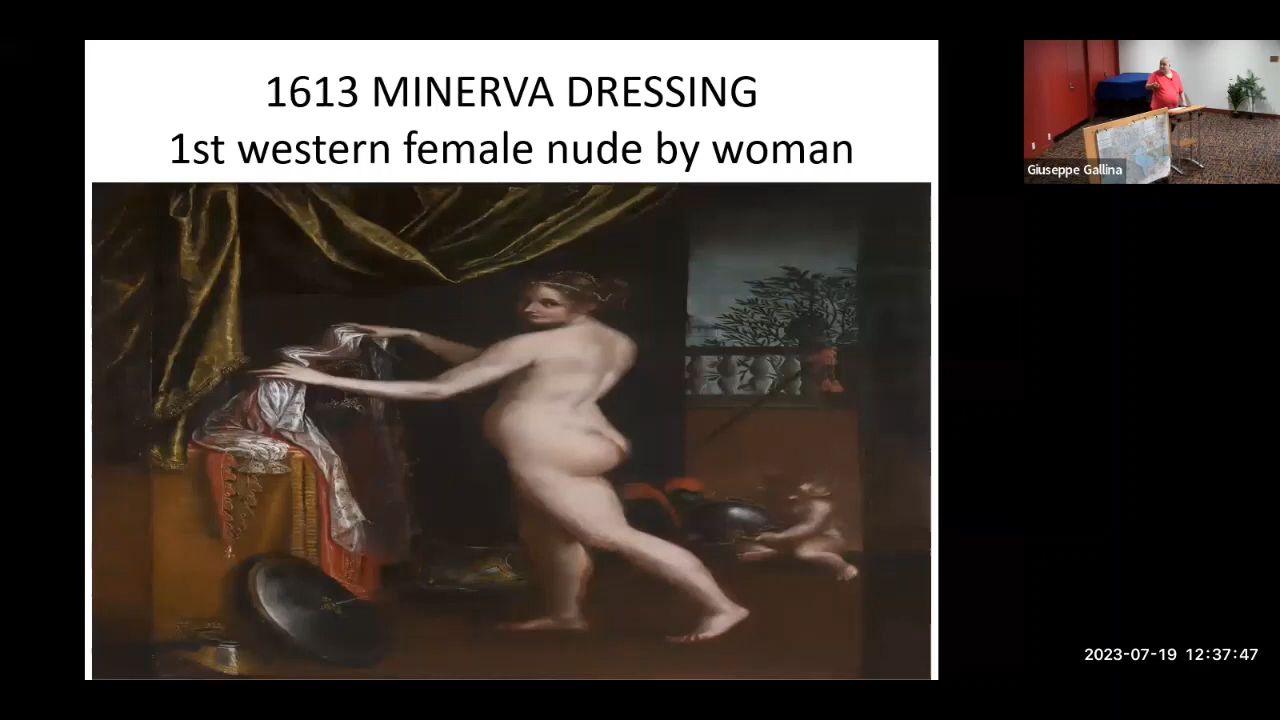 1613 MINERVA DRESSING
1st western female nude by woman
Giuseppe Gallina
2023-07-19 12:37:47